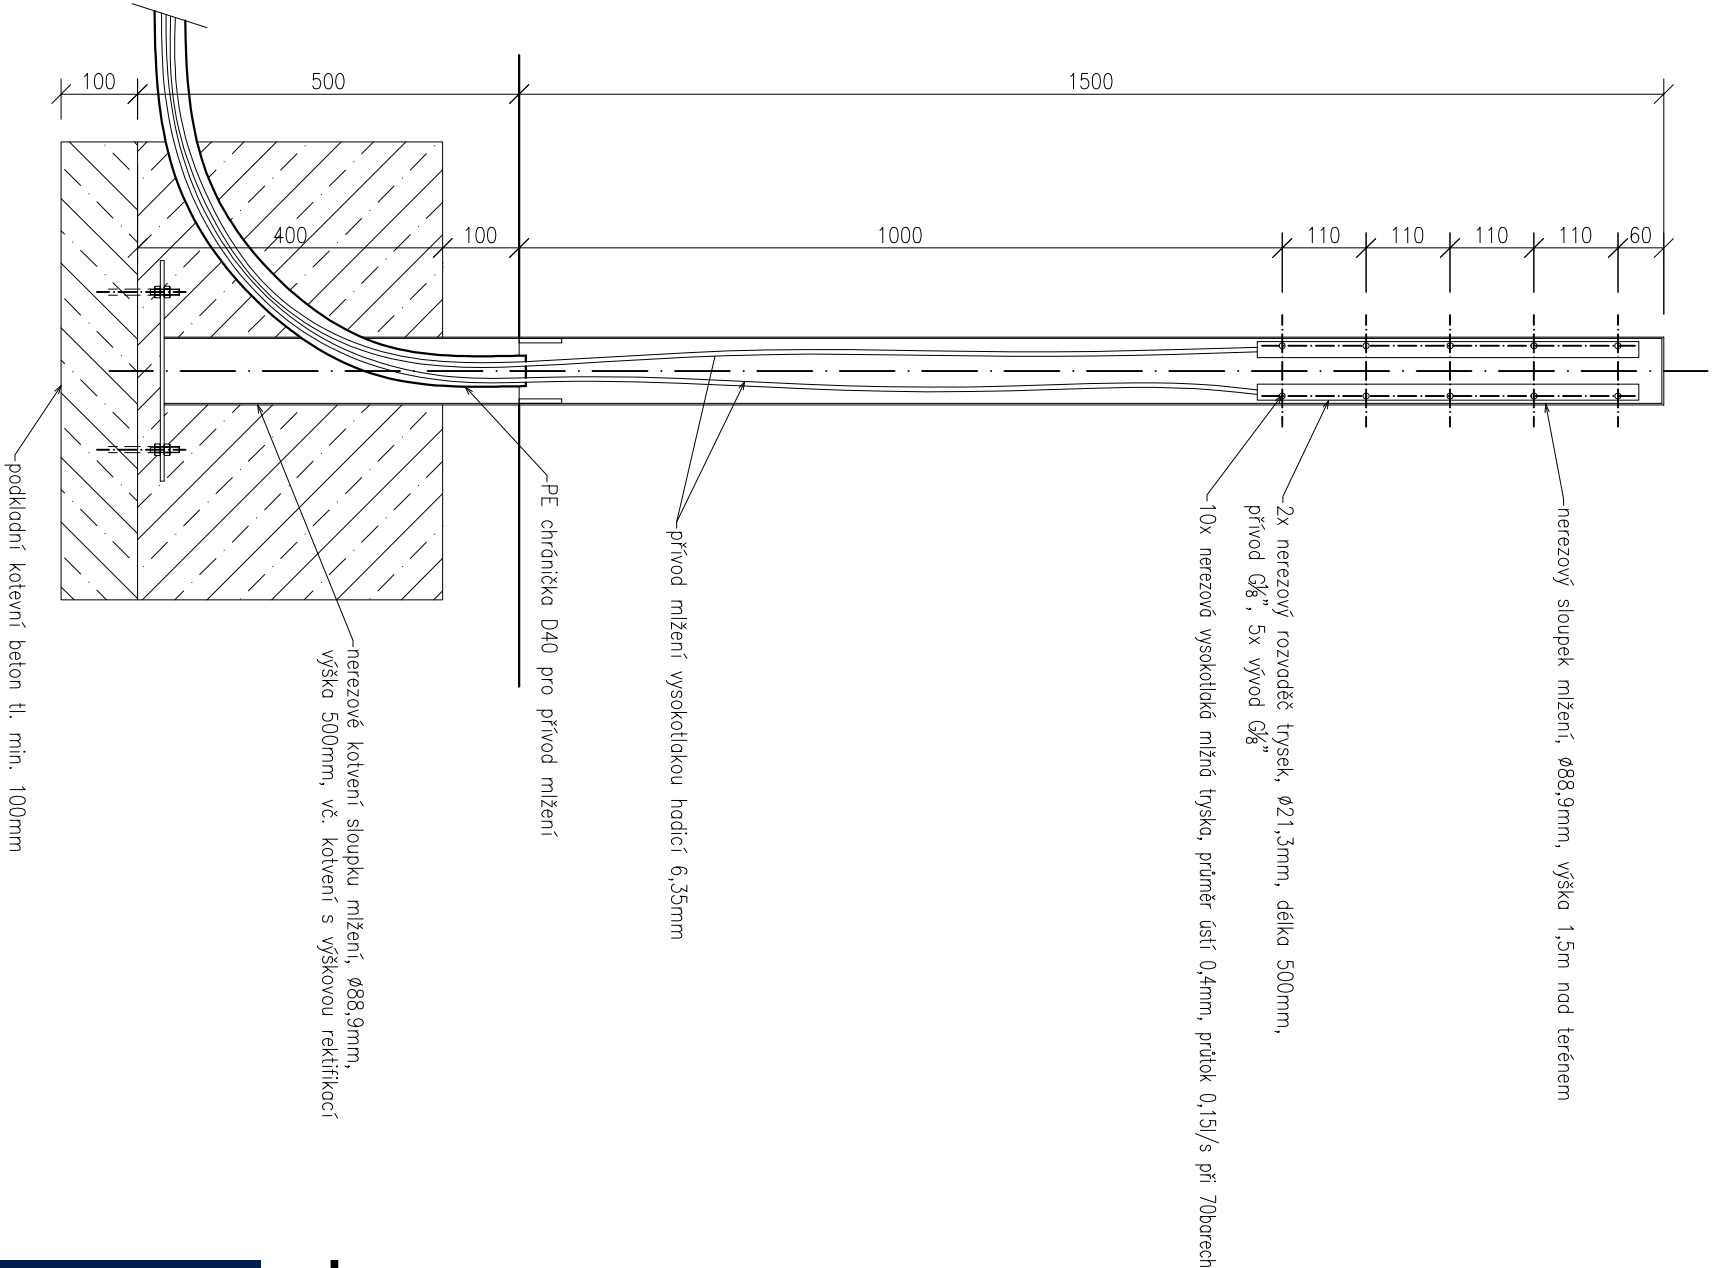 100
500
1500
400
100
1000
110
110
110
110
60
nerezový sloupek mlžení, ø88,9mm, výška 1,5m nad terénem
2x nerezový rozvaděč trysek, ø21,3mm, délka 500mm,
přívod G⅛", 5x vývod G⅛"
10x nerezová vysokotlaká mlžná tryska, průměr ústí 0,4mm, průtok 0,15l/s při 70barech
přívod mlžení vysokotlakou hadicí 6,35mm
PE chránička D40 pro přívod mlžení
nerezové kotvení sloupku mlžení, ø88,9mm,
výška 500mm, vč. kotvení s výškovou rektifikací
podkladní kotevní beton tl. min. 100mm